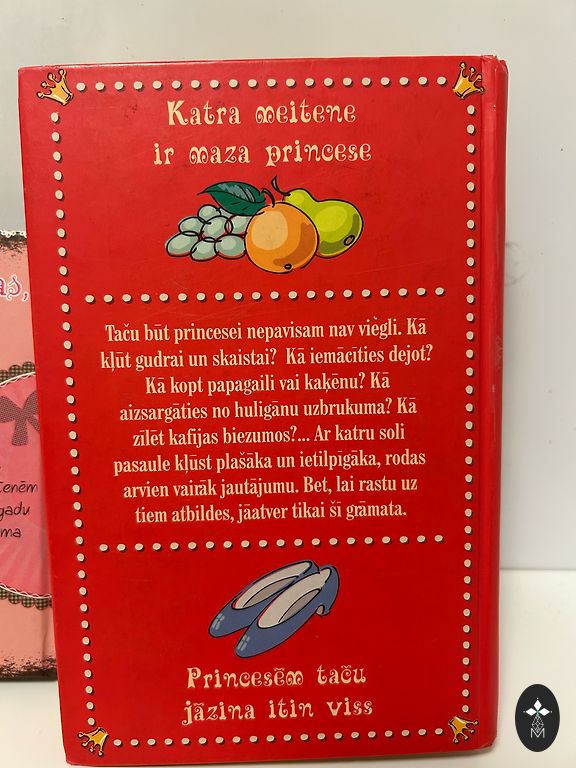 Katra meitene
ir maza princese
Taču būt princesei nepavisam nav viegli. Kā
kļūt gudrai un skaistai? Kā iemācīties dejot?
Kā kopt papagaili vai kaķēnu? Kā
aizsargāties no huligānu uzbrukuma? Kā
zīlēt kafijas biezumos?... Ar katru soli
pasaule kļūst plašāka un ietilpīgāka, rodas
arvien vairāk jautājumu. Bet, lai rastu uz
tiem atbildes, jāatver tikai šī grāmata.
Princesēm taču
jāzina itin viss
M